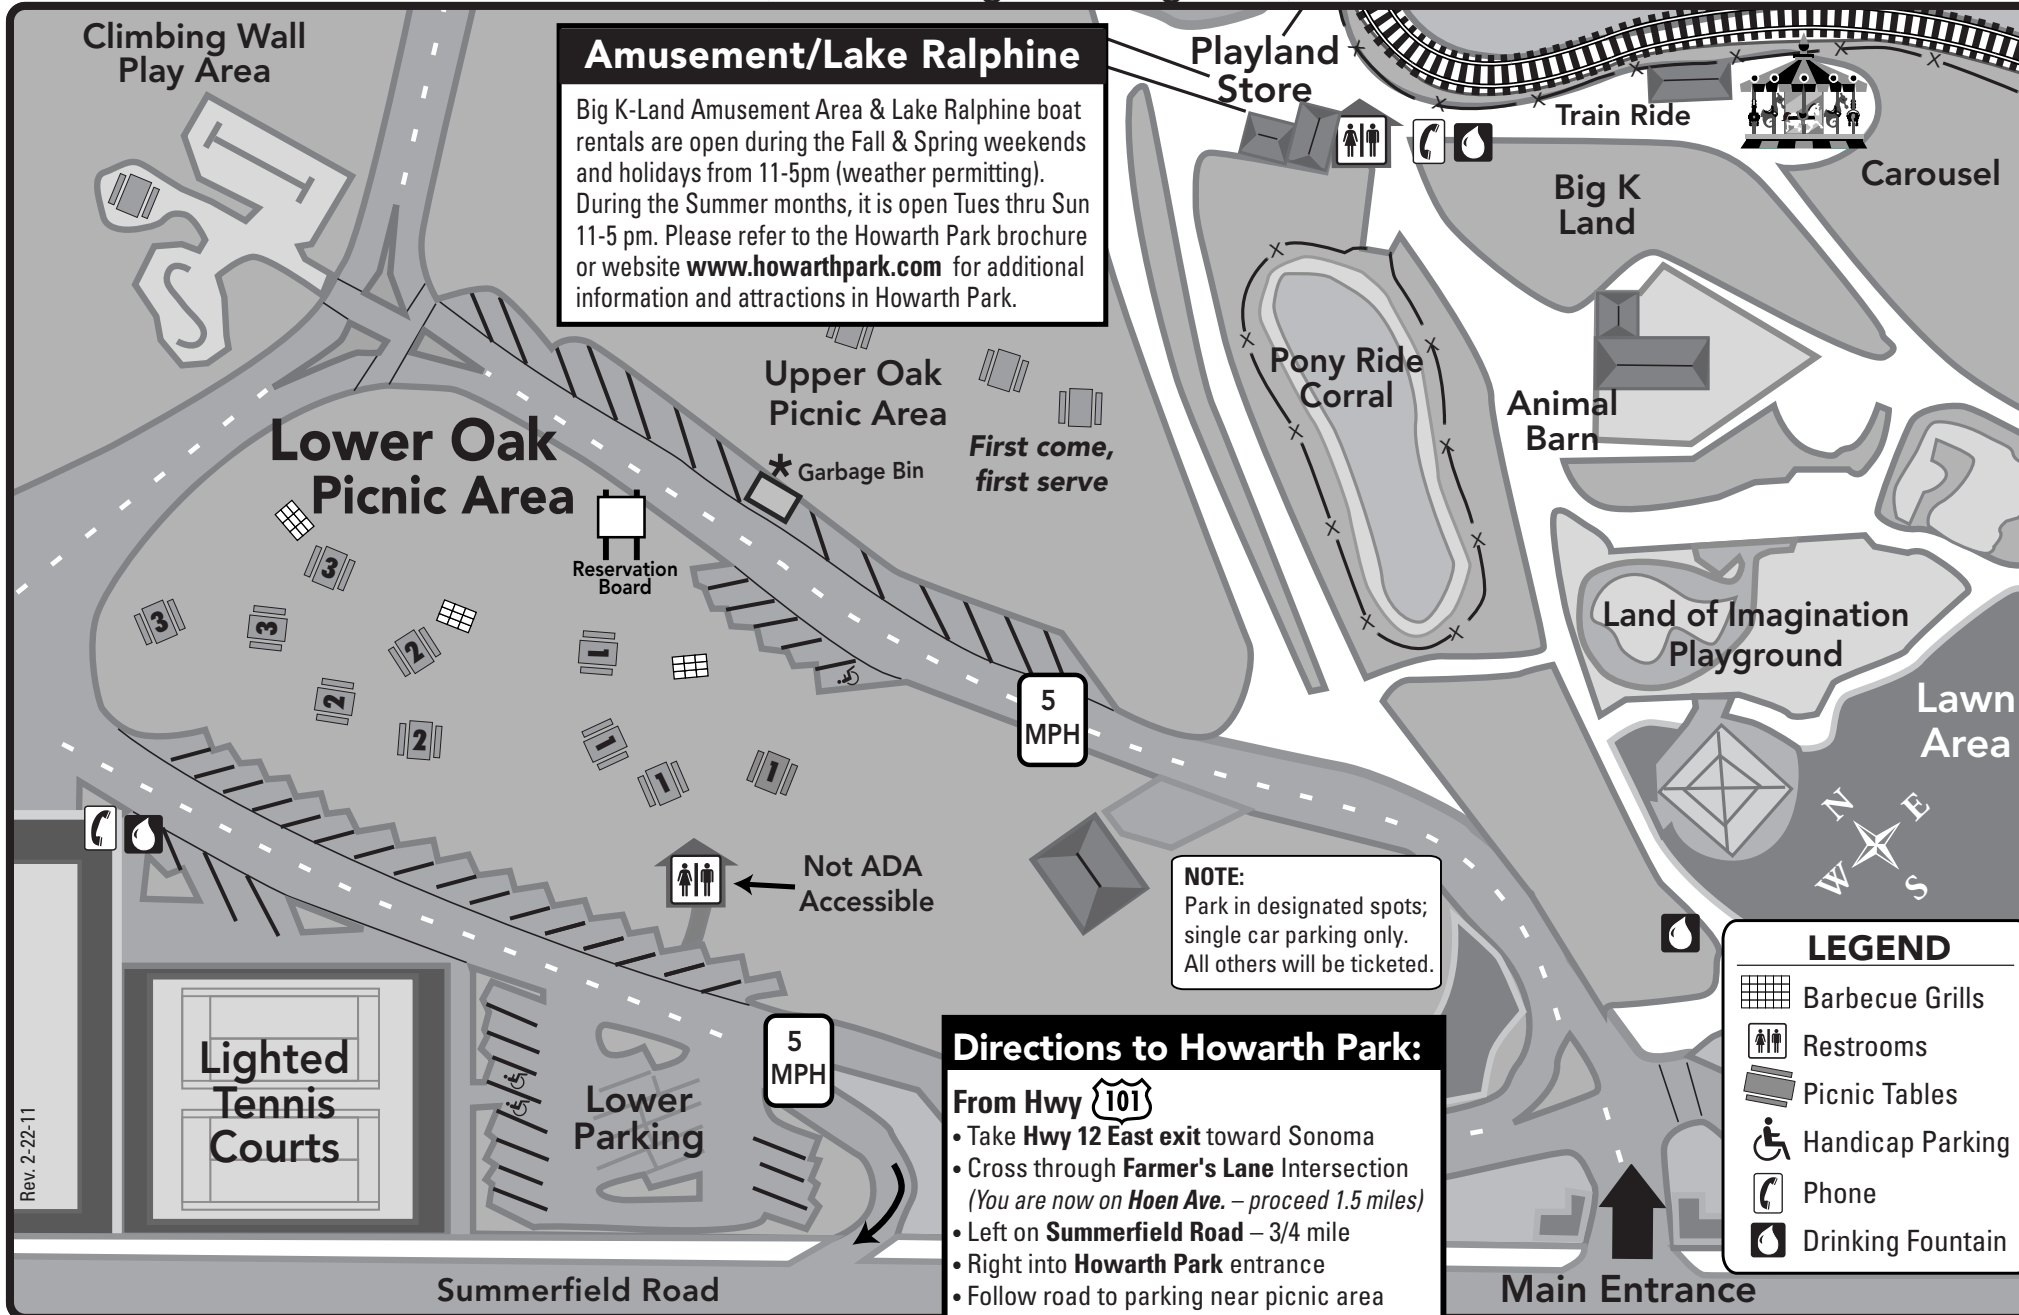 Climbing Wall
Play Area
Amusement/Lake Ralphine
Big K-Land Amusement Area & Lake Ralphine boat
rentals are open during the Fall & Spring weekends
and holidays from 11-5pm (weather permitting).
During the Summer months, it is open Tues thru Sun
11-5 pm. Please refer to the Howarth Park brochure
or website www.howarthpark.com for additional
information and attractions in Howarth Park.
Playland
Store
Train Ride
Carousel
Big K
Land
Pony Ride
Corral
Animal
Barn
Upper Oak
Picnic Area
First come,
first serve
* Garbage Bin
Lower Oak
Picnic Area
Reservation
Board
3
3
3
2
2
2
1
1
1
1
Land of Imagination
Playground
Lawn
Area
N
E
W
S
5
MPH
Not ADA
Accessible
NOTE:
Park in designated spots;
single car parking only.
All others will be ticketed.
Lighted
Tennis
Courts
Lower
Parking
5
MPH
Rev. 2-22-11
Summerfield Road
Directions to Howarth Park:
From Hwy 101
• Take Hwy 12 East exit toward Sonoma
• Cross through Farmer's Lane Intersection
(You are now on Hoen Ave. – proceed 1.5 miles)
• Left on Summerfield Road – 3/4 mile
• Right into Howarth Park entrance
• Follow road to parking near picnic area
Main Entrance
LEGEND
Barbecue Grills
Restrooms
Picnic Tables
Handicap Parking
Phone
Drinking Fountain